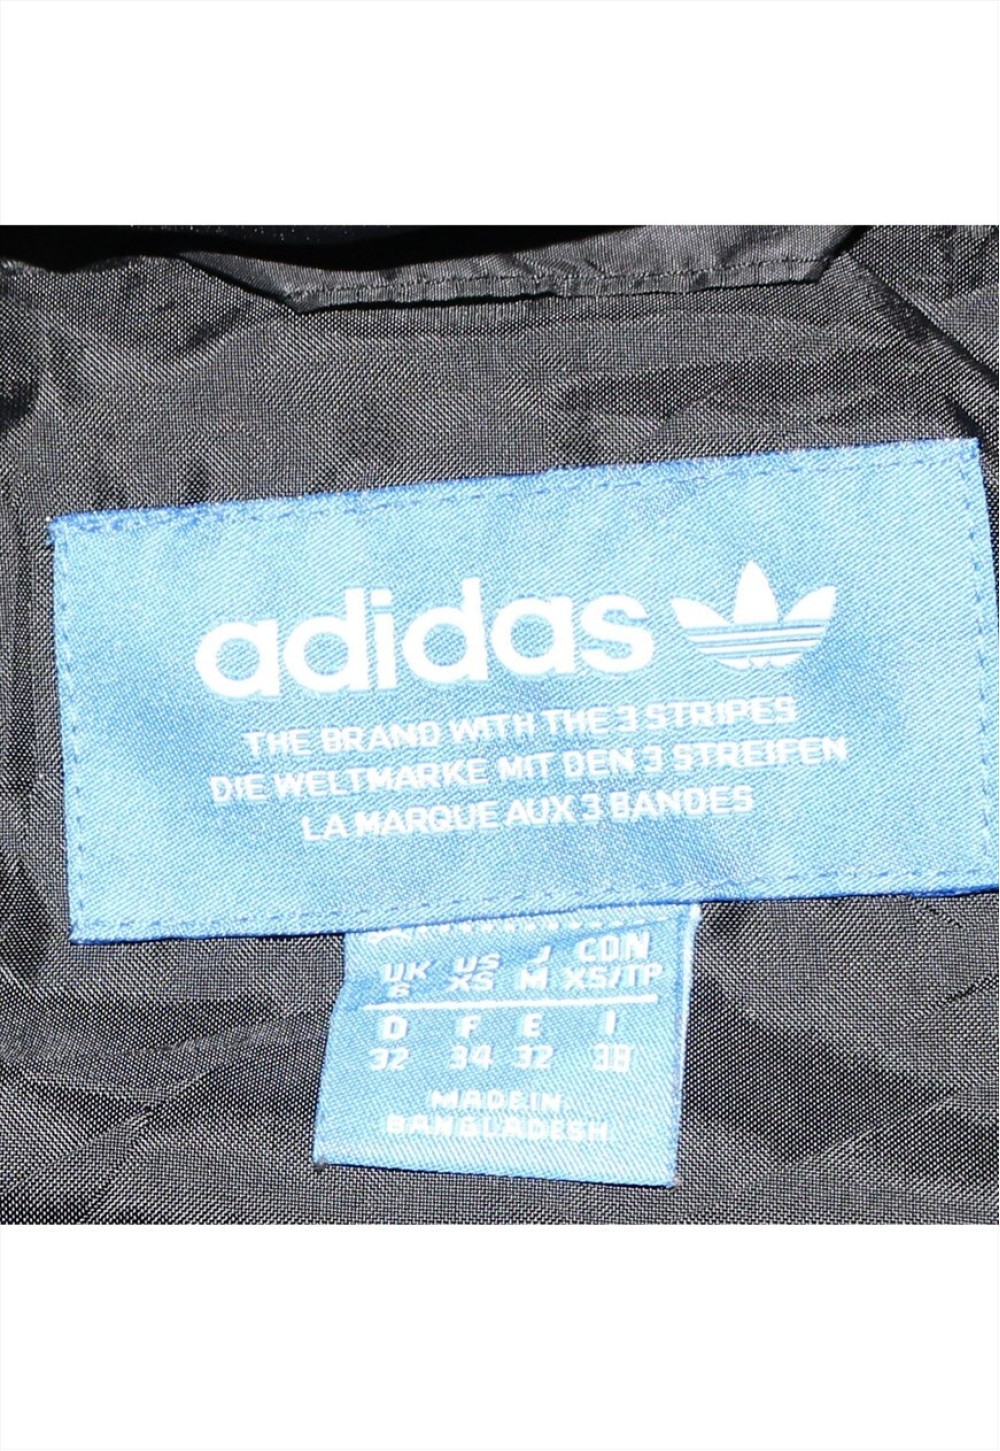 adidas
THE BRAND WITH THE 3 STRIPES
DIE WELTMARKE MIT DEN 3 STREIFEN
LA MARQUE AUX 3 BANDES
UK US J CDN
6 XS M XS/TP
D F E I
32 34 32 38
MADE IN
BANGLADESH